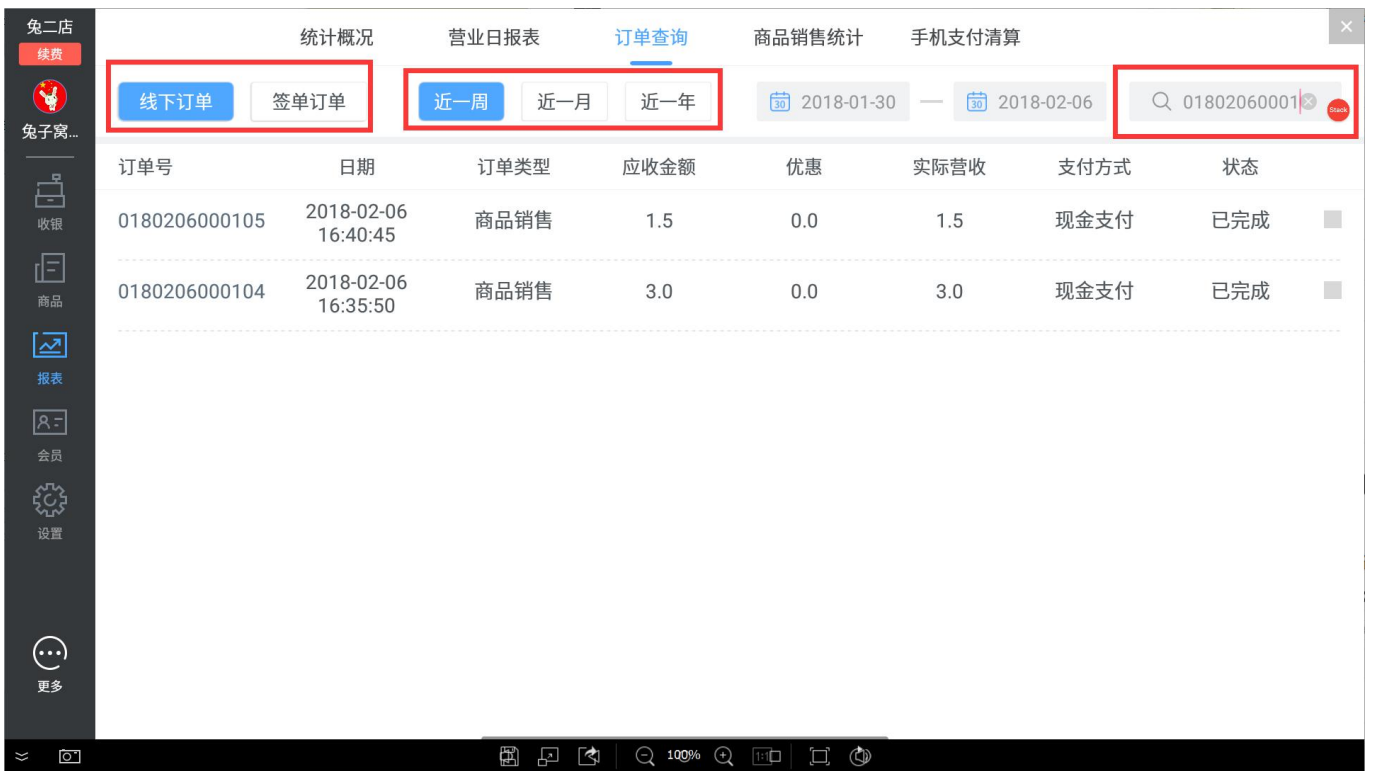 兔二店
续费
兔子窝...
收银
商品
报表
会员
设置
更多
统计概况 营业日报表 订单查询 商品销售统计 手机支付清算
线下订单 签单订单 近一周 近一月 近一年 30 2018-01-30 — 30 2018-02-06 01802060001 Stack
订单号 日期 订单类型 应收金额 优惠 实际营收 支付方式 状态
0180206000105 2018-02-06 16:40:45 商品销售 1.5 0.0 1.5 现金支付 已完成
0180206000104 2018-02-06 16:35:50 商品销售 3.0 0.0 3.0 现金支付 已完成
100% 1:1